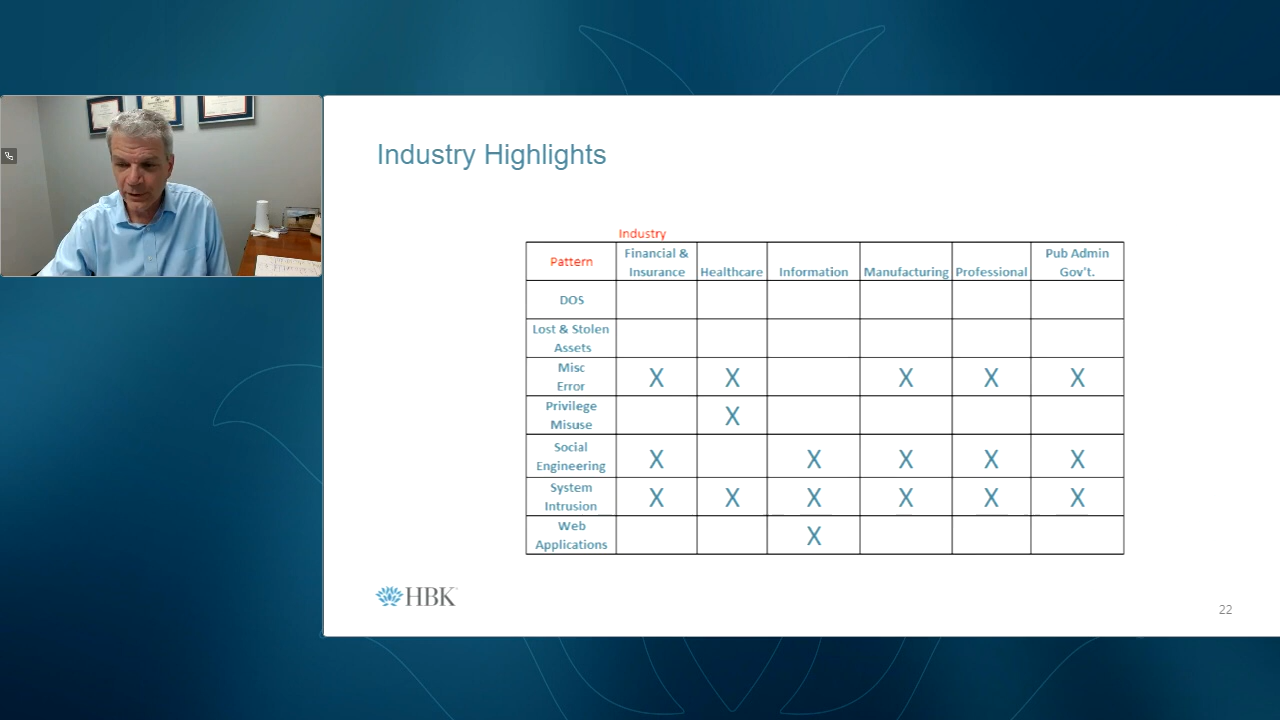 Industry Highlights
Industry
Pattern
Financial &
Insurance
Healthcare
Information
Manufacturing
Professional
Pub Admin
Gov't.
DOS
Lost & Stolen
Assets
Misc
Error
X X X X X
Privilege
Misuse
X
Social
Engineering
X X X X X
System
Intrusion
X X X X X X
Web
Applications
X
HBK
22